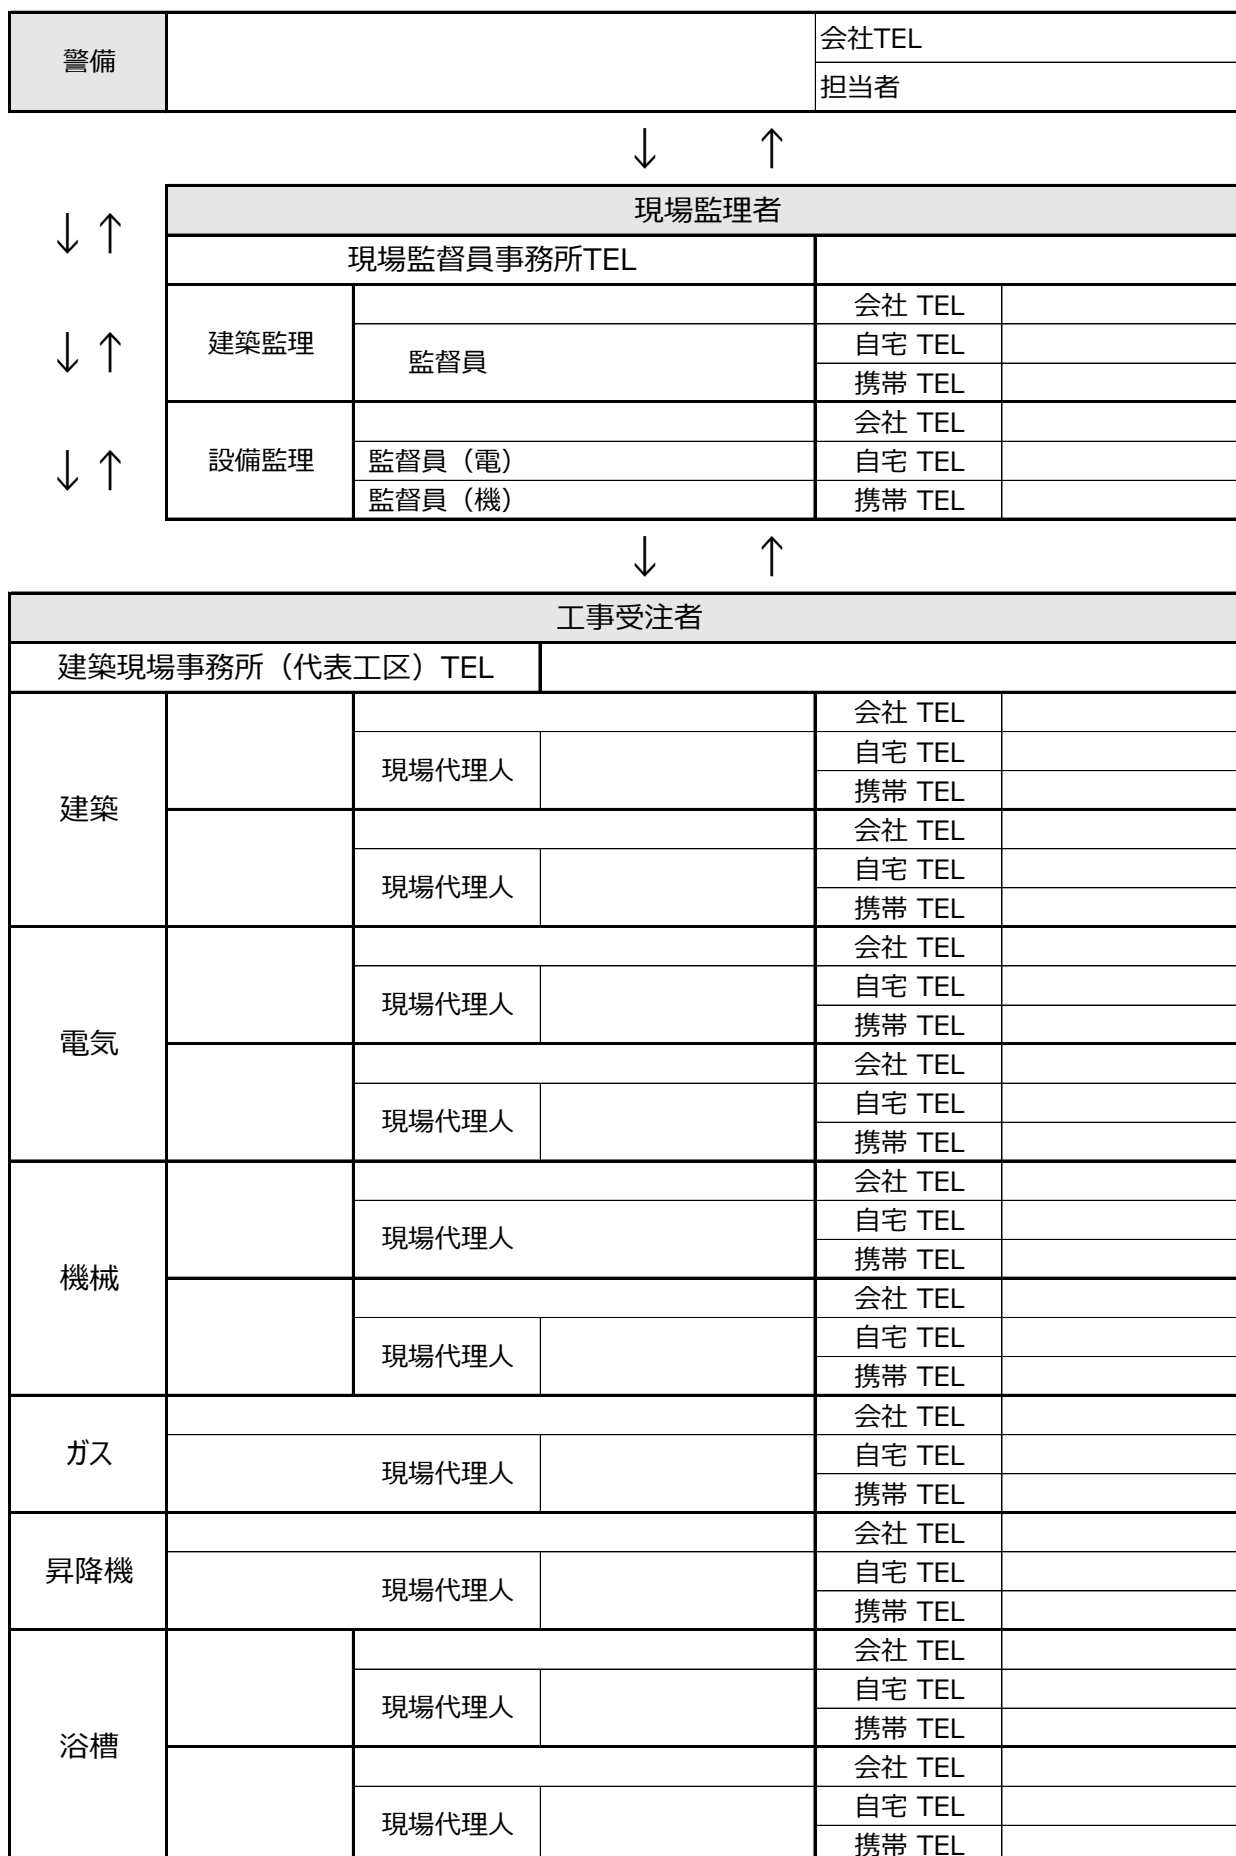 警備
会社TEL
担当者
↓ ↑
↓ ↑
現場監理者
現場監督員事務所TEL
建築監理
会社 TEL
↓ ↑
監督員
自宅 TEL
携帯 TEL
設備監理
会社 TEL
↓ ↑
監督員（電）
自宅 TEL
監督員（機）
携帯 TEL
↓ ↑
工事受注者
建築現場事務所（代表工区）TEL
建築
会社 TEL
現場代理人
自宅 TEL
携帯 TEL
会社 TEL
現場代理人
自宅 TEL
携帯 TEL
電気
会社 TEL
現場代理人
自宅 TEL
携帯 TEL
会社 TEL
現場代理人
自宅 TEL
携帯 TEL
機械
会社 TEL
現場代理人
自宅 TEL
携帯 TEL
会社 TEL
現場代理人
自宅 TEL
携帯 TEL
ガス
会社 TEL
現場代理人
自宅 TEL
携帯 TEL
昇降機
会社 TEL
現場代理人
自宅 TEL
携帯 TEL
浴槽
会社 TEL
現場代理人
自宅 TEL
携帯 TEL
会社 TEL
現場代理人
自宅 TEL
携帯 TEL